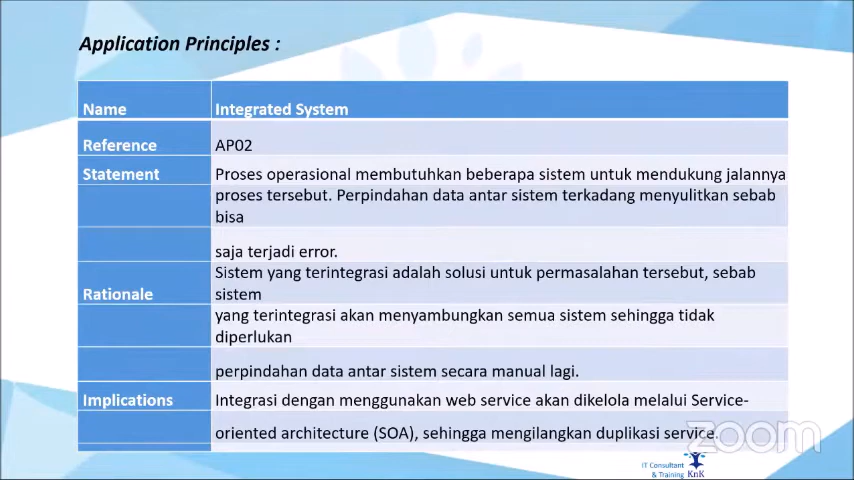 Application Principles :
Name Integrated System
Reference AP02
Statement Proses operasional membutuhkan beberapa sistem untuk mendukung jalannya
proses tersebut. Perpindahan data antar sistem terkadang menyulitkan sebab
bisa
saja terjadi error.
Sistem yang terintegrasi adalah solusi untuk permasalahan tersebut, sebab
Rationale sistem
yang terintegrasi akan menyambungkan semua sistem sehingga tidak
diperlukan
perpindahan data antar sistem secara manual lagi.
Implications Integrasi dengan menggunakan web service akan dikelola melalui Service-
oriented architecture (SOA), sehingga mengilangkan duplikasi service.
zoom
IT Consultant
& Training KnK